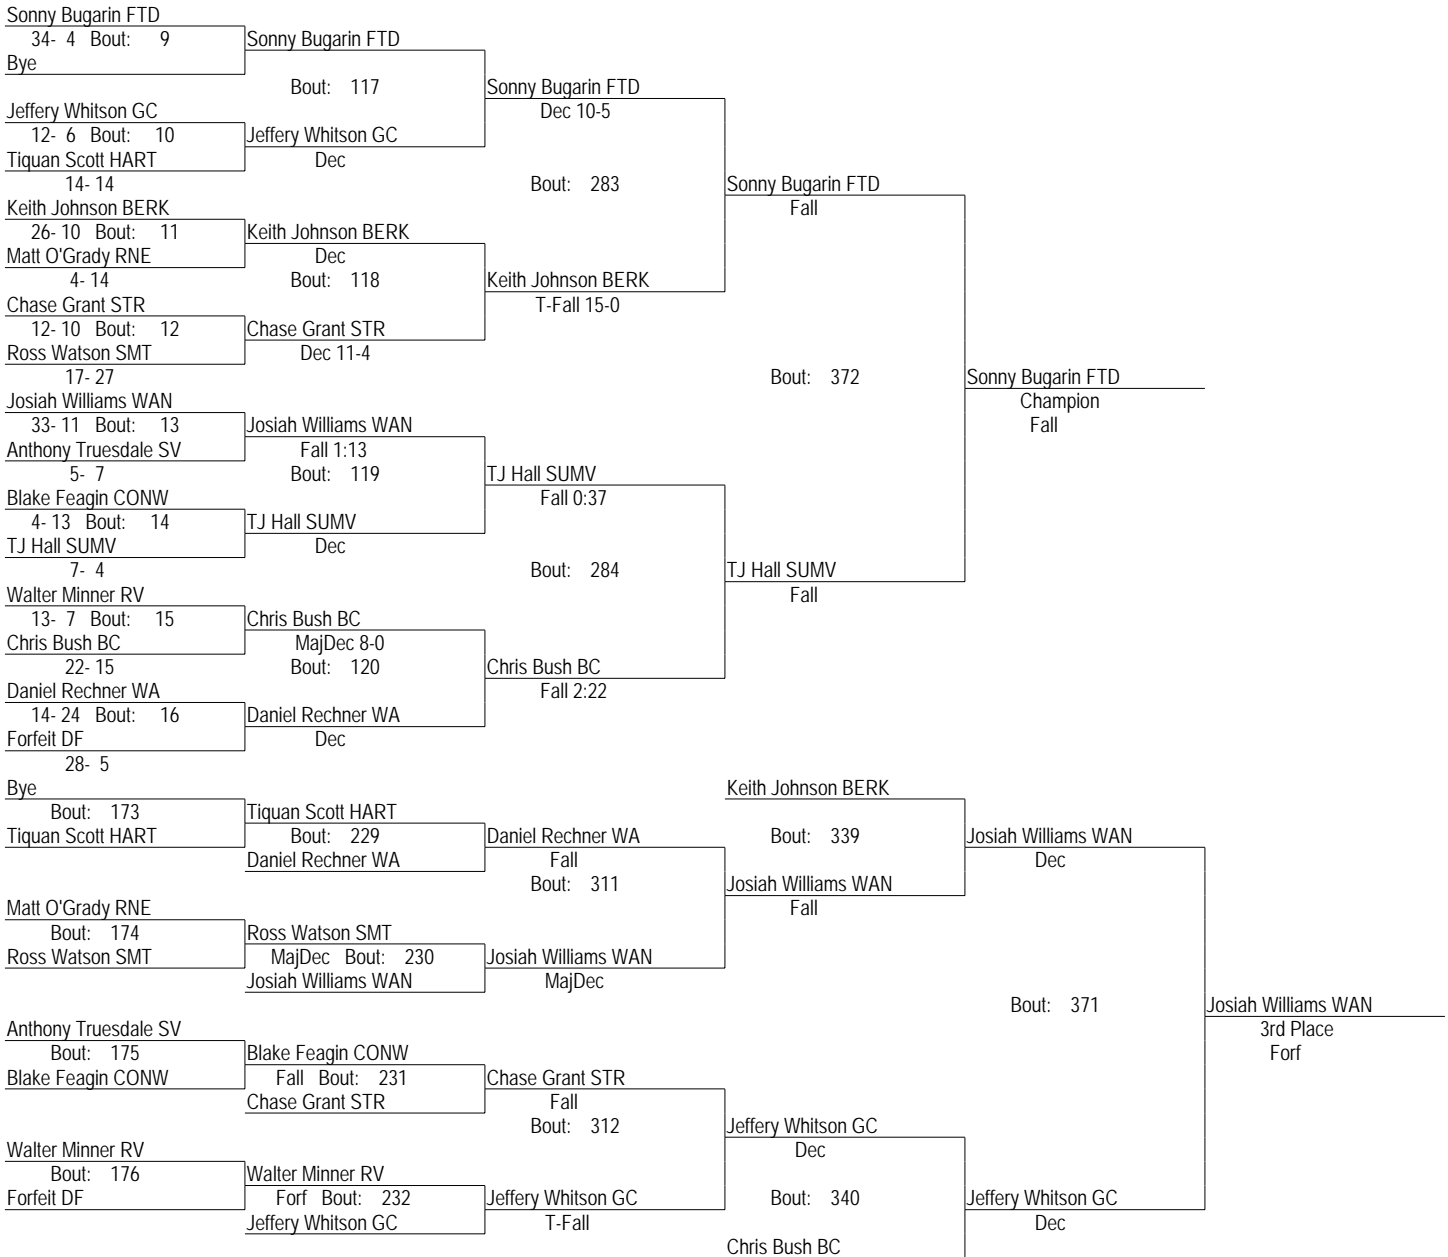 Sonny Bugarin FTD
34- 4 Bout: 9 Sonny Bugarin FTD
Bye
Bout: 117 Sonny Bugarin FTD
Jeffery Whitson GC Dec 10-5
12- 6 Bout: 10 Jeffery Whitson GC
Tiquan Scott HART Dec
14- 14 Bout: 283 Sonny Bugarin FTD
Keith Johnson BERK Fall
26- 10 Bout: 11 Keith Johnson BERK
Matt O'Grady RNE Dec
4- 14 Bout: 118 Keith Johnson BERK
Chase Grant STR T-Fall 15-0
12- 10 Bout: 12 Chase Grant STR
Ross Watson SMT Dec 11-4
17- 27 Bout: 372 Sonny Bugarin FTD
Josiah Williams WAN Champion
33- 11 Bout: 13 Josiah Williams WAN Fall
Anthony Truesdale SV Fall 1:13
5- 7 Bout: 119 TJ Hall SUMV
Blake Feagin CONW Fall 0:37
4- 13 Bout: 14 TJ Hall SUMV
TJ Hall SUMV Dec
7- 4 Bout: 284 TJ Hall SUMV
Walter Minner RV Fall
13- 7 Bout: 15 Chris Bush BC
Chris Bush BC MajDec 8-0
22- 15 Bout: 120 Chris Bush BC
Daniel Rechner WA Fall 2:22
14- 24 Bout: 16 Daniel Rechner WA
Forfeit DF Dec
28- 5
Bye Keith Johnson BERK
Bout: 173 Tiquan Scott HART
Tiquan Scott HART Bout: 229 Daniel Rechner WA Bout: 339 Josiah Williams WAN
Daniel Rechner WA Fall Dec
Bout: 311 Josiah Williams WAN
Matt O'Grady RNE Fall
Bout: 174 Ross Watson SMT
Ross Watson SMT MajDec Bout: 230 Josiah Williams WAN
Josiah Williams WAN MajDec
Bout: 371 Josiah Williams WAN
Anthony Truesdale SV 3rd Place
Bout: 175 Blake Feagin CONW Forf
Blake Feagin CONW Fall Bout: 231 Chase Grant STR
Chase Grant STR Fall
Bout: 312 Jeffery Whitson GC
Walter Minner RV Dec
Bout: 176 Walter Minner RV
Forfeit DF Forf Bout: 232 Jeffery Whitson GC Bout: 340 Jeffery Whitson GC
Jeffery Whitson GC T-Fall Dec
Chris Bush BC